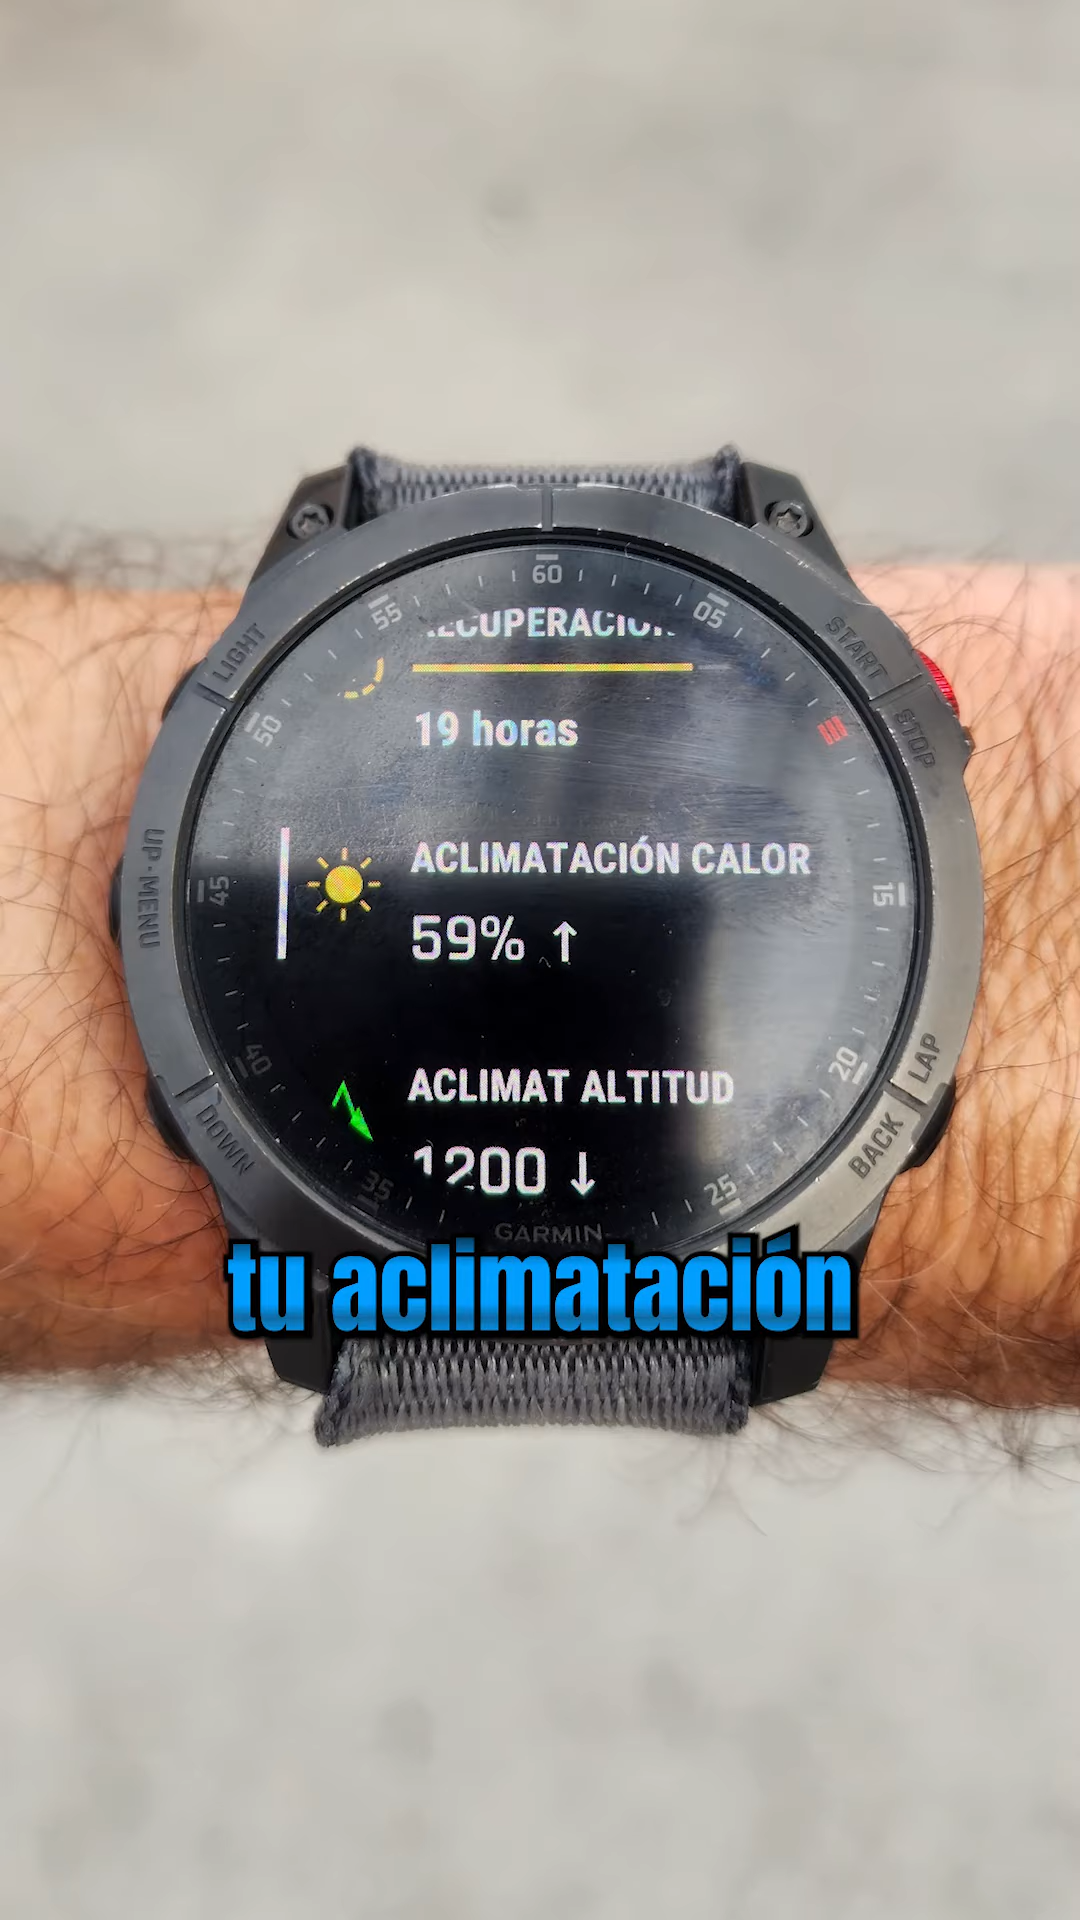 60
55
05
LIGHT
START
RECUPERACIÓN
50
STOP
19 horas
UP·MENU
ACLIMATACIÓN CALOR
45
15
59% ↑
40
20
LAP
ACLIMAT ALTITUD
DOWN
BACK
1200 ↓
35
25
GARMIN
tu aclimatación